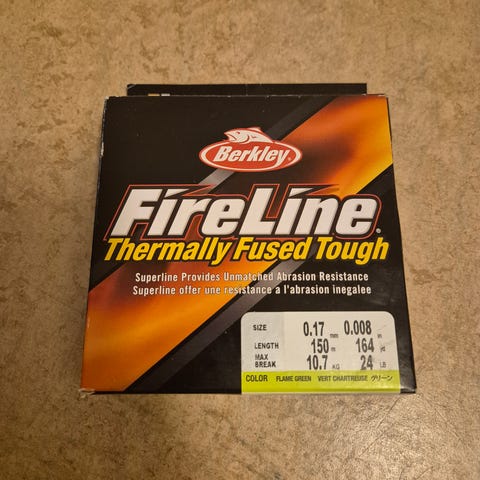 Berkley
FireLine®
Thermally Fused Tough
Superline Provides Unmatched Abrasion Resistance
Superline offer une resistance a l'abrasion inegalee
SIZE 0.17 mm 0.008 in
LENGTH 150 m 164 yd
MAX BREAK 10.7 KG 24 LB
COLOR FLAME GREEN VERT CHARTREUSE グリーン